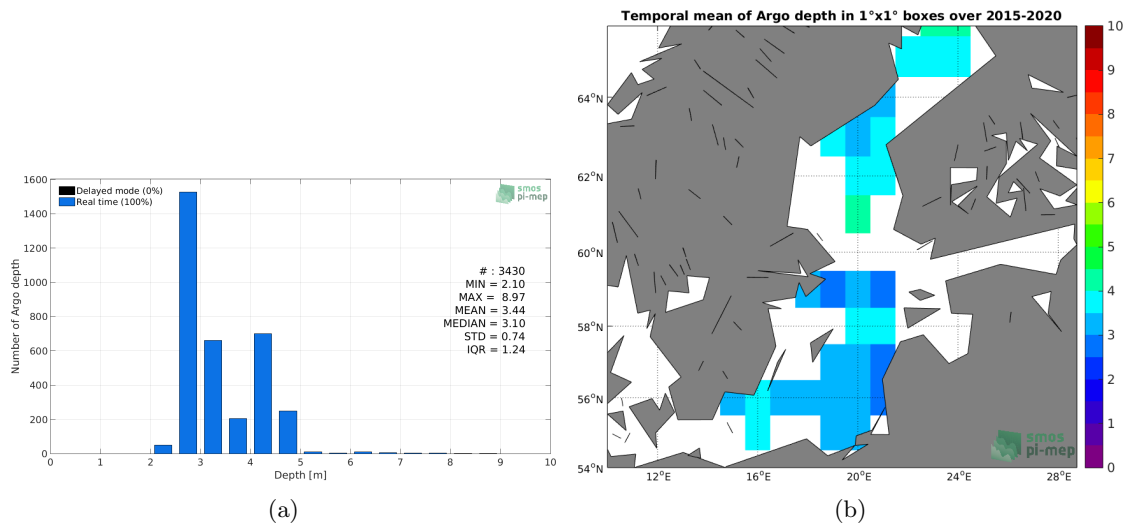 1600
1400
1200
1000
800
600
400
200
0
Number of Argo depth
Delayed mode (0%)
Real time (100%)
smos
pi-mep
# : 3430
MIN = 2.10
MAX = 8.97
MEAN = 3.44
MEDIAN = 3.10
STD = 0.74
IQR = 1.24
0 1 2 3 4 5 6 7 8 9 10
Depth [m]
(a)
Temporal mean of Argo depth in 1°x1° boxes over 2015-2020
64°N
62°N
60°N
58°N
56°N
54°N
12°E 16°E 20°E 24°E 28°E
smos
pi-mep
10
9
8
7
6
5
4
3
2
1
0
(b)